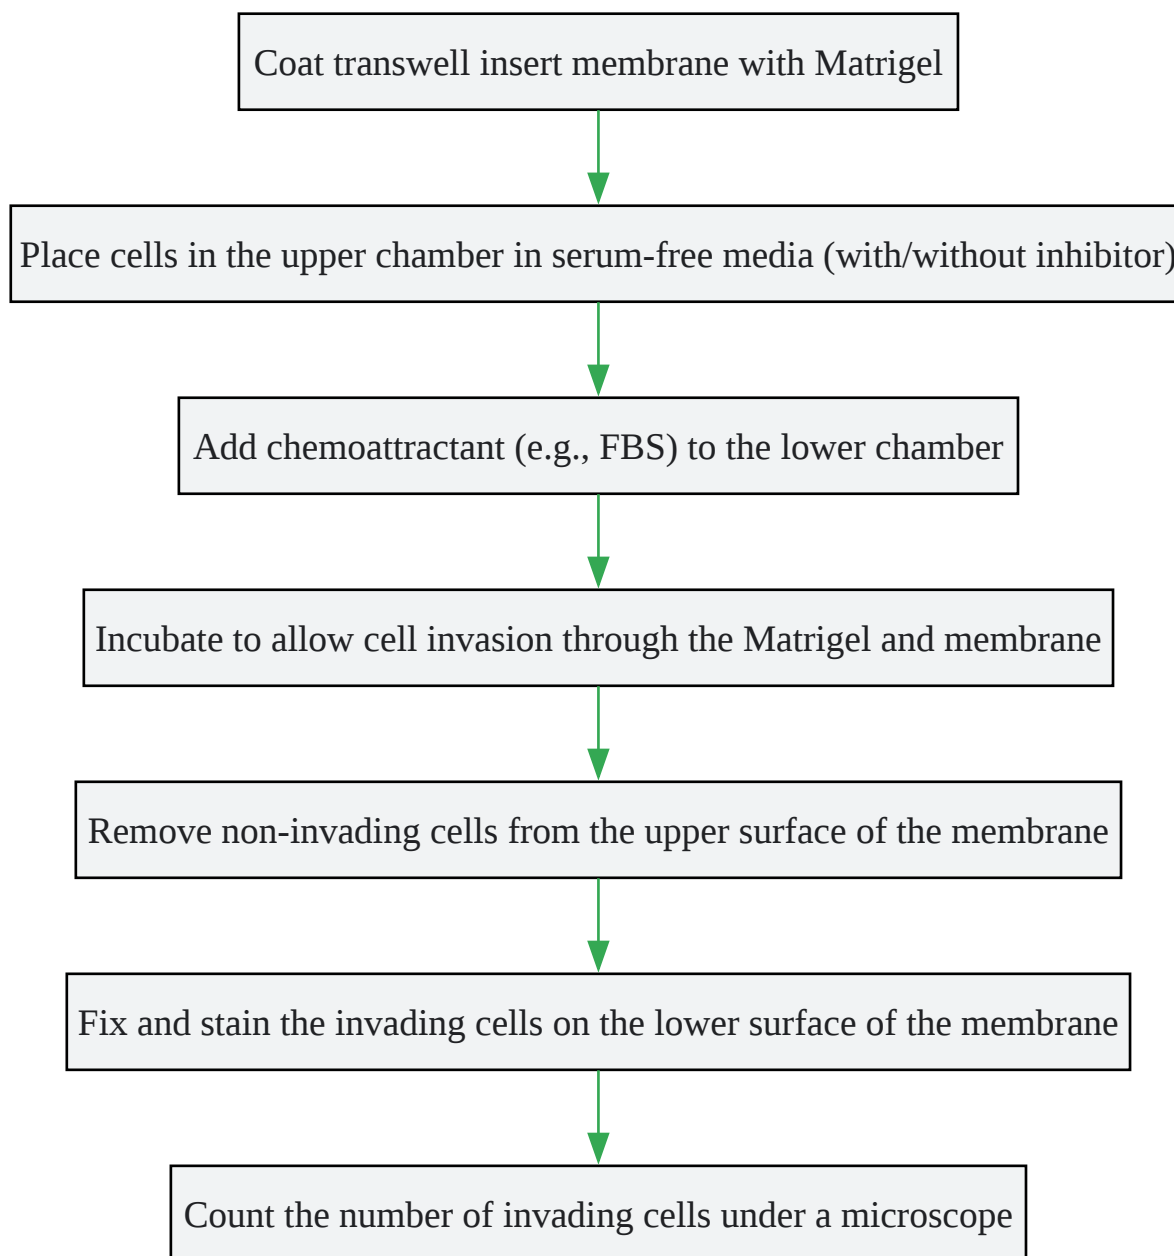 Coat transwell insert membrane with Matrigel
Place cells in the upper chamber in serum-free media (with/without inhibitor)
Add chemoattractant (e.g., FBS) to the lower chamber
Incubate to allow cell invasion through the Matrigel and membrane
Remove non-invading cells from the upper surface of the membrane
Fix and stain the invading cells on the lower surface of the membrane
Count the number of invading cells under a microscope